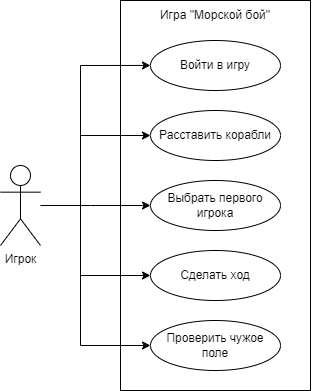 Игра "Морской бой"
Войти в игру
Расставить корабли
Выбрать первого
игрока
Игрок
Сделать ход
Проверить чужое
поле